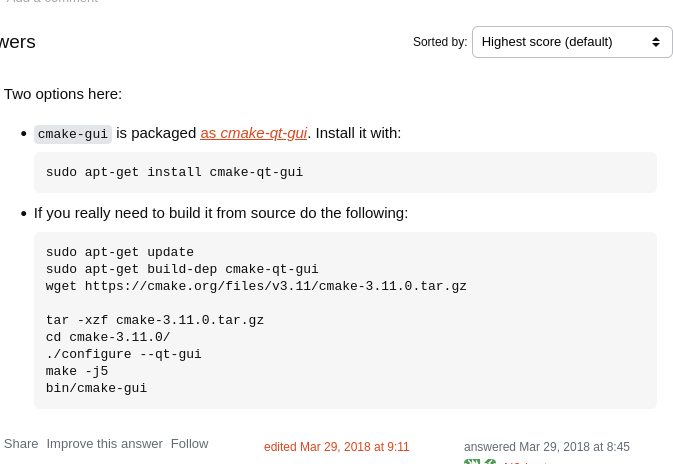 Add a comment
wers
Sorted by:
Highest score (default)
Two options here:
• cmake-gui is packaged as cmake-qt-gui. Install it with:
sudo apt-get install cmake-qt-gui
• If you really need to build it from source do the following:
sudo apt-get update
sudo apt-get build-dep cmake-qt-gui
wget https://cmake.org/files/v3.11/cmake-3.11.0.tar.gz
tar -xzf cmake-3.11.0.tar.gz
cd cmake-3.11.0/
./configure --qt-gui
make -j5
bin/cmake-gui
Share Improve this answer Follow
edited Mar 29, 2018 at 9:11
answered Mar 29, 2018 at 8:45